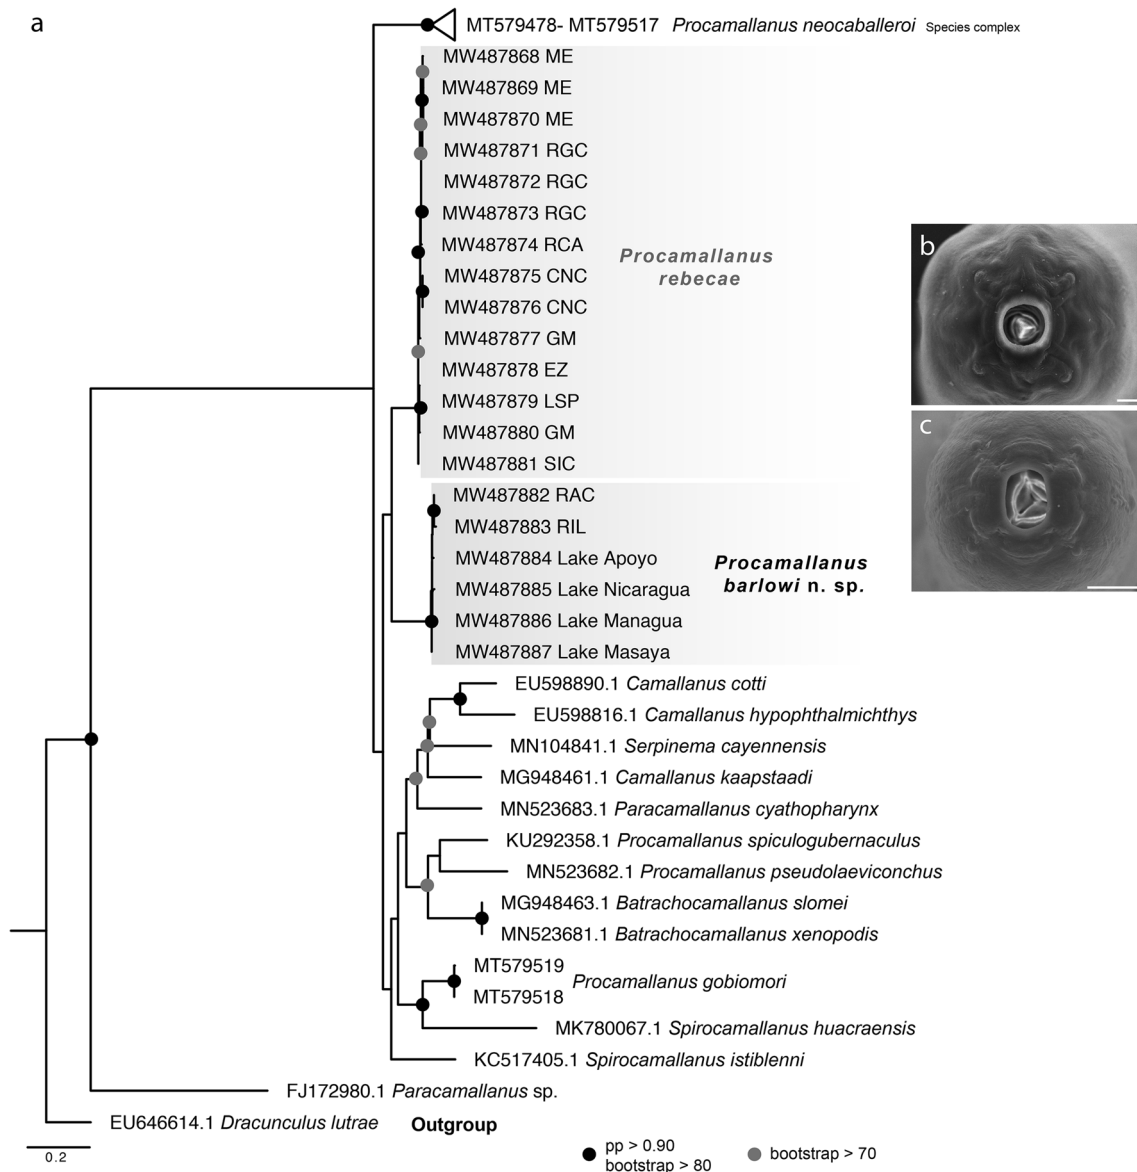 a
MT579478- MT579517 Procamallanus neocaballeroi Species complex
MW487868 ME
MW487869 ME
MW487870 ME
MW487871 RGC
MW487872 RGC
MW487873 RGC
MW487874 RCA
MW487875 CNC
MW487876 CNC
MW487877 GM
MW487878 EZ
MW487879 LSP
MW487880 GM
MW487881 SIC
Procamallanus
rebecae
MW487882 RAC
MW487883 RIL
MW487884 Lake Apoyo
MW487885 Lake Nicaragua
MW487886 Lake Managua
MW487887 Lake Masaya
Procamallanus
barlowi n. sp.
EU598890.1 Camallanus cotti
EU598816.1 Camallanus hypophthalmichthys
MN104841.1 Serpinema cayennensis
MG948461.1 Camallanus kaapstaadi
MN523683.1 Paracamallanus cyathopharynx
KU292358.1 Procamallanus spiculogubernaculus
MN523682.1 Procamallanus pseudolaeviconchus
MG948463.1 Batrachocamallanus slomei
MN523681.1 Batrachocamallanus xenopodis
MT579519
Procamallanus gobiomori
MT579518
MK780067.1 Spirocamallanus huacraensis
KC517405.1 Spirocamallanus istiblenni
FJ172980.1 Paracamallanus sp.
EU646614.1 Dracunculus lutrae Outgroup
0.2
pp > 0.90
bootstrap > 80
bootstrap > 70
b
c